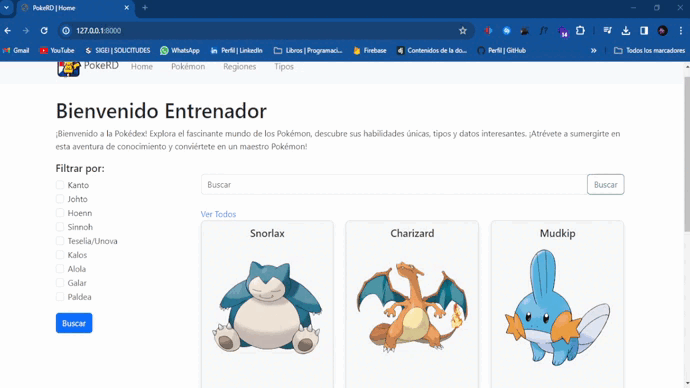 PokeRD | Home
127.0.0.1:8000
Gmail YouTube SIGEI | SOLICITUDES WhatsApp Perfil | LinkedIn Libros | Programaci... Firebase Contenidos de la do... Perfil | GitHub Todos los marcadores
PokeRD Home Pokémon Regiones Tipos
Bienvenido Entrenador
¡Bienvenido a la Pokédex! Explora el fascinante mundo de los Pokémon, descubre sus habilidades únicas, tipos y datos interesantes. ¡Atrévete a sumergirte en
esta aventura de conocimiento y conviértete en un maestro Pokémon!
Filtrar por:
Kanto
Johto
Hoenn
Sinnoh
Teselia/Unova
Kalos
Alola
Galar
Paldea
Buscar
Buscar Buscar
Ver Todos
Snorlax Charizard Mudkip